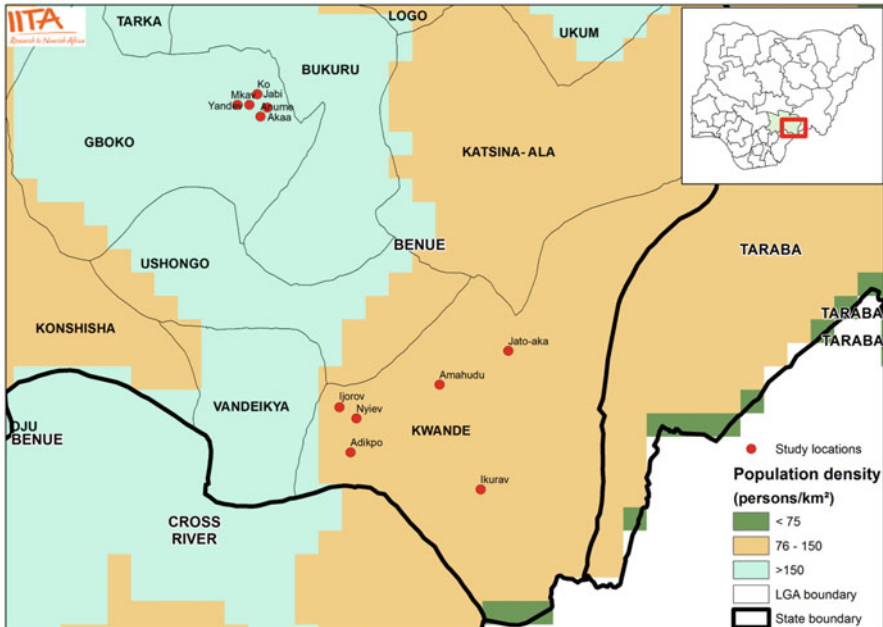 IITA
Research to Nourish Africa
TARKA
LOGO
UKUM
BUKURU
Ko
Mkav
Jabi
Yandev
Anume
Akaa
GBOKO
KATSINA- ALA
BENUE
USHONGO
TARABA
KONSHISHA
TARABA
TARABA
Jato-aka
Amahudu
Ijorov
VANDEIKYA
Nyiev
KWANDE
OJU
BENUE
Adikpo
Ikurav
CROSS
RIVER
Study locations
Population density
(persons/km²)
< 75
76 - 150
>150
LGA boundary
State boundary